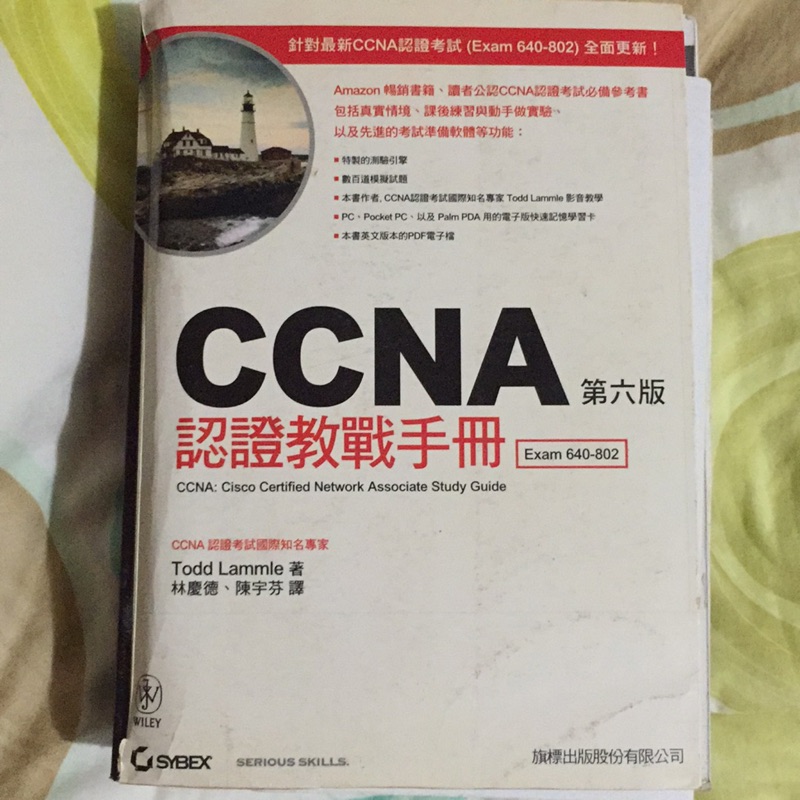 針對最新CCNA認證考試 (Exam 640-802) 全面更新！
Amazon 暢銷書籍、讀者公認CCNA認證考試必備參考書
包括真實情境、課後練習與動手做實驗、
以及先進的考試準備軟體等功能：
■ 特製的測驗引擎
■ 數百道模擬試題
■ 本書作者, CCNA認證考試國際知名專家 Todd Lammle 影音教學
■ PC、Pocket PC、以及 Palm PDA 用的電子版快速記憶學習卡
■ 本書英文版本的PDF電子檔
CCNA 第六版
認證教戰手冊 Exam 640-802
CCNA: Cisco Certified Network Associate Study Guide
CCNA 認證考試國際知名專家
Todd Lammle 著
林慶德、陳宇芬 譯
WILEY
SYBEX SERIOUS SKILLS.
旗標出版股份有限公司